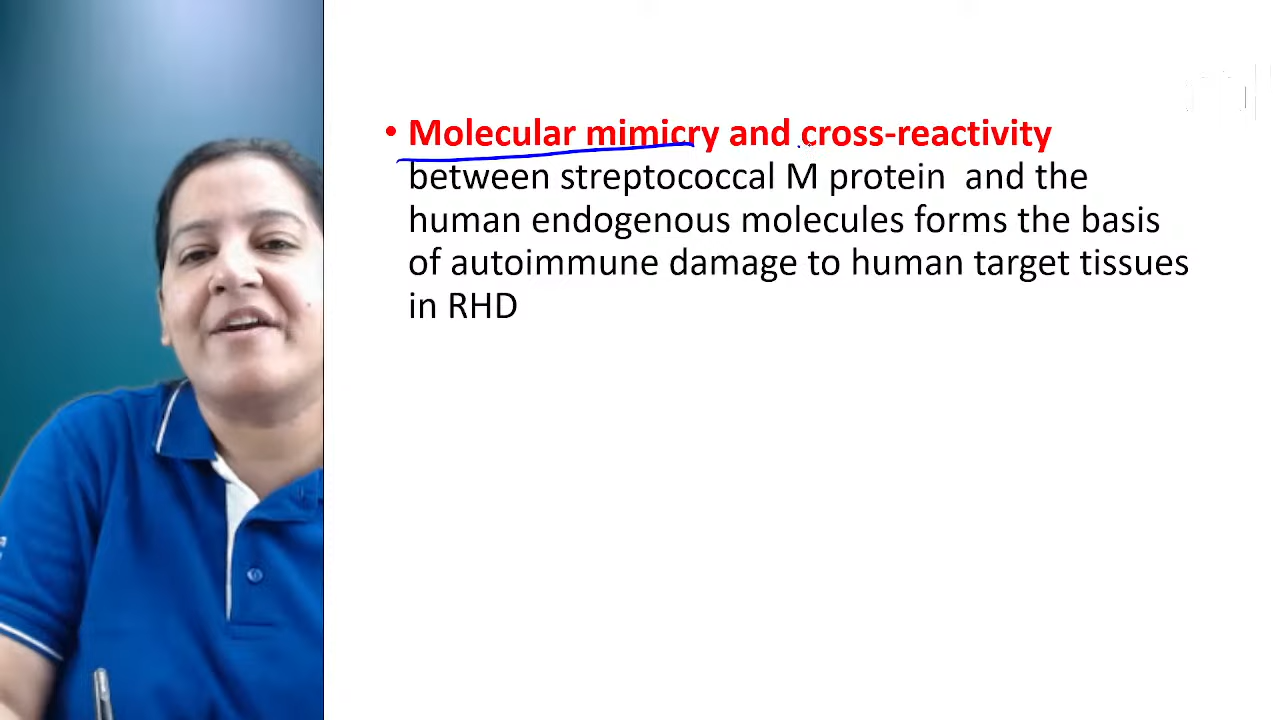 • Molecular mimicry and cross-reactivity
between streptococcal M protein and the
human endogenous molecules forms the basis
of autoimmune damage to human target tissues
in RHD